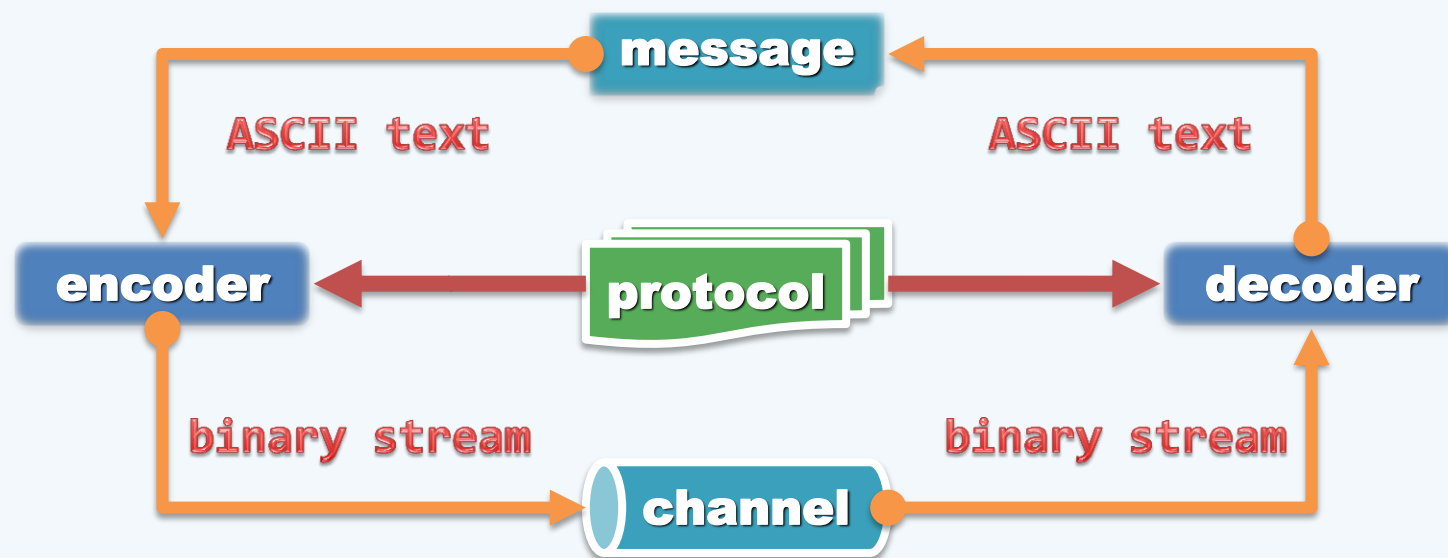 message
ASCII text
ASCII text
encoder
protocol
decoder
binary stream
binary stream
channel